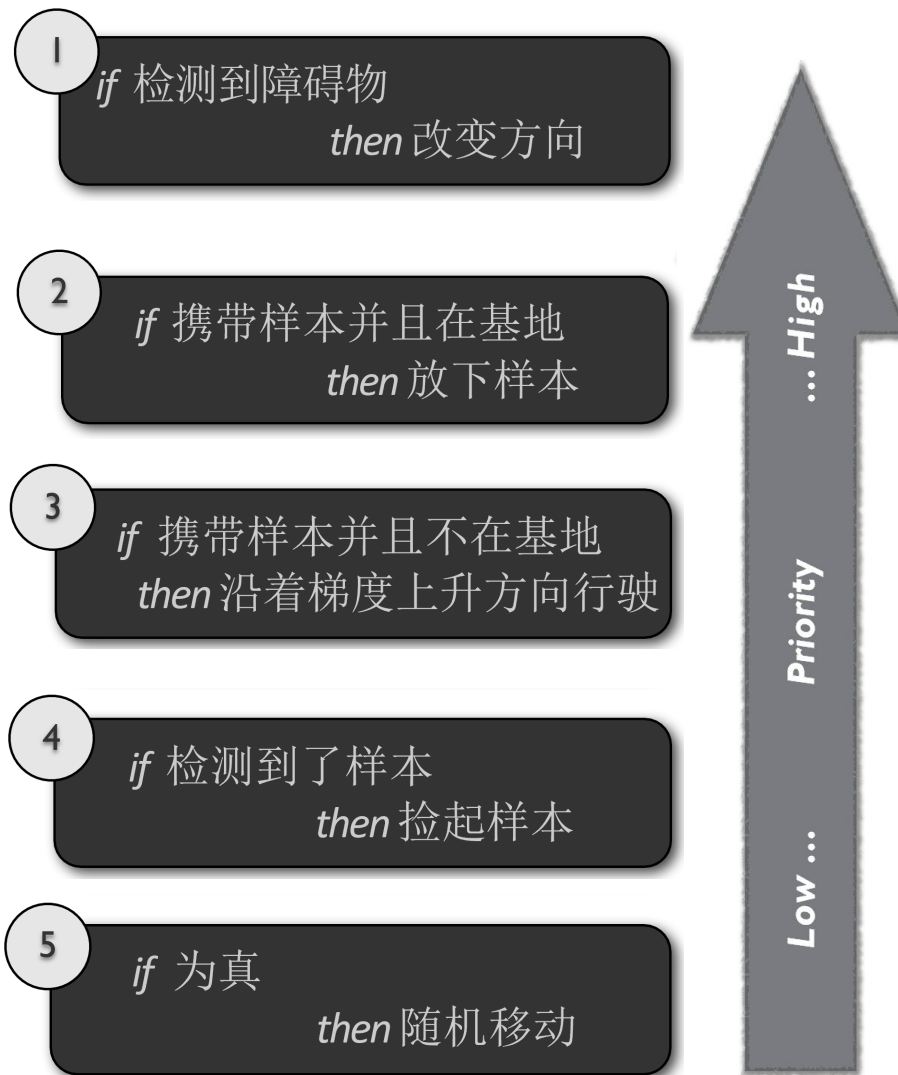 1
if 检测到障碍物
then 改变方向
2
if 携带样本并且在基地
then 放下样本
3
if 携带样本并且不在基地
then 沿着梯度上升方向行驶
4
if 检测到了样本
then 捡起样本
5
if 为真
then 随机移动
Low ... Priority ... High